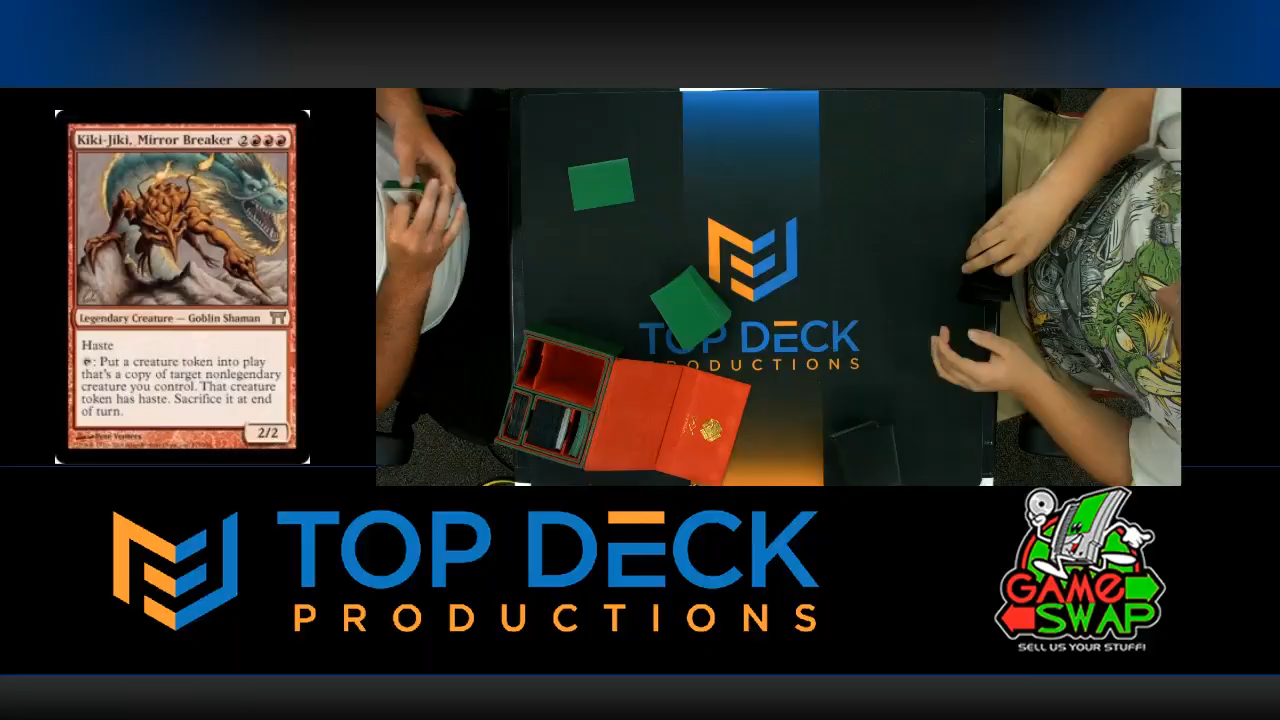 Kiki-Jiki, Mirror Breaker 2
Legendary Creature — Goblin Shaman
Haste
: Put a creature token into play
that's a copy of target nonlegendary
creature you control. That creature
token has haste. Sacrifice it at end
of turn.
2/2
TOP DECK
PRODUCTIONS
TOP DECK
PRODUCTIONS
GAME
SWAP
SELL US YOUR STUFF!